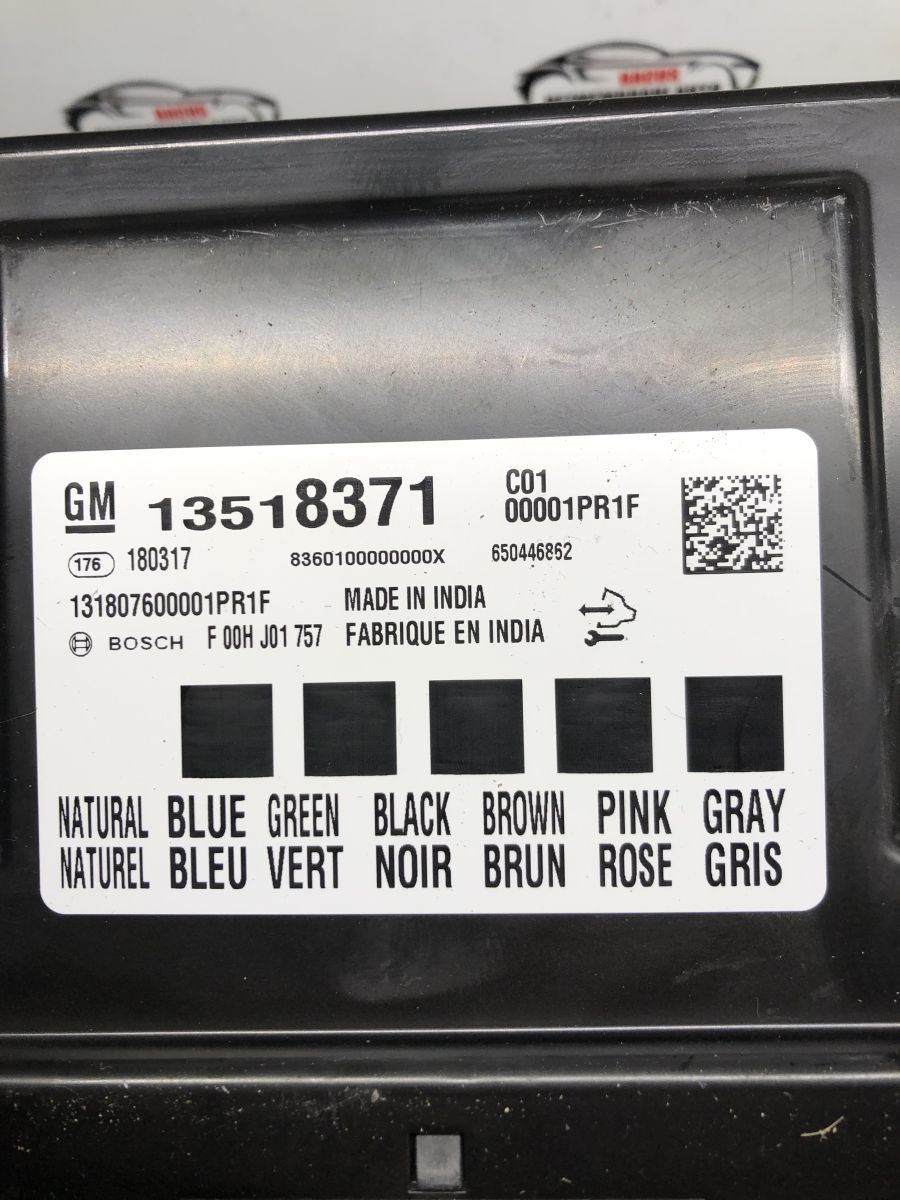 GM 13518371 C01
00001PR1F
176 180317 8360100000000X 650446862
131807600001PR1F MADE IN INDIA
BOSCH F 00H J01 757 FABRIQUE EN INDIA
NATURAL BLUE GREEN BLACK BROWN PINK GRAY
NATUREL BLEU VERT NOIR BRUN ROSE GRIS